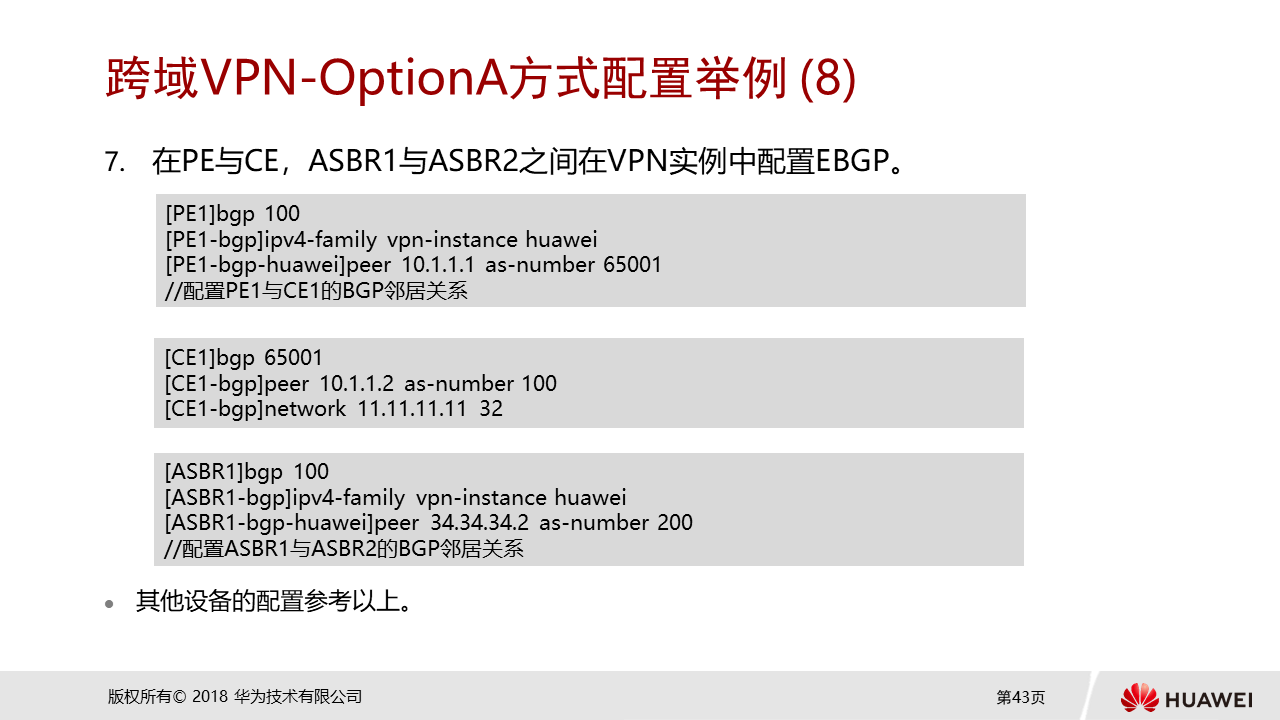 跨域VPN-OptionA方式配置举例 (8)
7. 在PE与CE，ASBR1与ASBR2之间在VPN实例中配置EBGP。
[PE1]bgp 100
[PE1-bgp]ipv4-family vpn-instance huawei
[PE1-bgp-huawei]peer 10.1.1.1 as-number 65001
//配置PE1与CE1的BGP邻居关系
[CE1]bgp 65001
[CE1-bgp]peer 10.1.1.2 as-number 100
[CE1-bgp]network 11.11.11.11 32
[ASBR1]bgp 100
[ASBR1-bgp]ipv4-family vpn-instance huawei
[ASBR1-bgp-huawei]peer 34.34.34.2 as-number 200
//配置ASBR1与ASBR2的BGP邻居关系
● 其他设备的配置参考以上。
版权所有© 2018 华为技术有限公司
第43页
HUAWEI